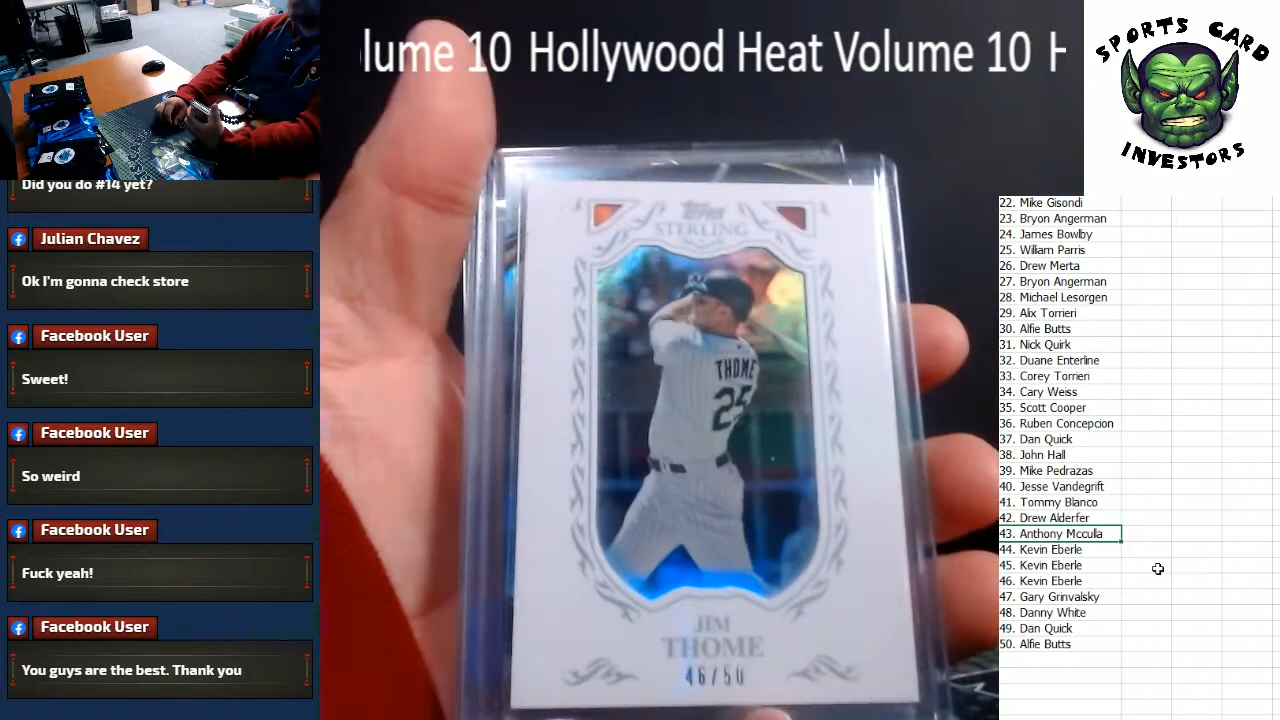 lume 10 Hollywood Heat Volume 10 H
SPORTS CARD
INVESTORS
Did you do #14 yet?
Julian Chavez
Ok I'm gonna check store
Facebook User
Sweet!
Facebook User
So weird
Facebook User
Fuck yeah!
Facebook User
You guys are the best. Thank you
Topps
STERLING
THOME
25
JIM
THOME
46/50
22. Mike Gisondi
23. Bryon Angerman
24. James Bowlby
25. Wiliam Parris
26. Drew Merta
27. Bryon Angerman
28. Michael Lesorgen
29. Alix Torrieri
30. Alfie Butts
31. Nick Quirk
32. Duane Enterline
33. Corey Torrieri
34. Cary Weiss
35. Scott Cooper
36. Ruben Concepcion
37. Dan Quick
38. John Hall
39. Mike Pedrazas
40. Jesse Vandegrift
41. Tommy Blanco
42. Drew Alderfer
43. Anthony Mcculla
44. Kevin Eberle
45. Kevin Eberle
46. Kevin Eberle
47. Gary Grinvalsky
48. Danny White
49. Dan Quick
50. Alfie Butts